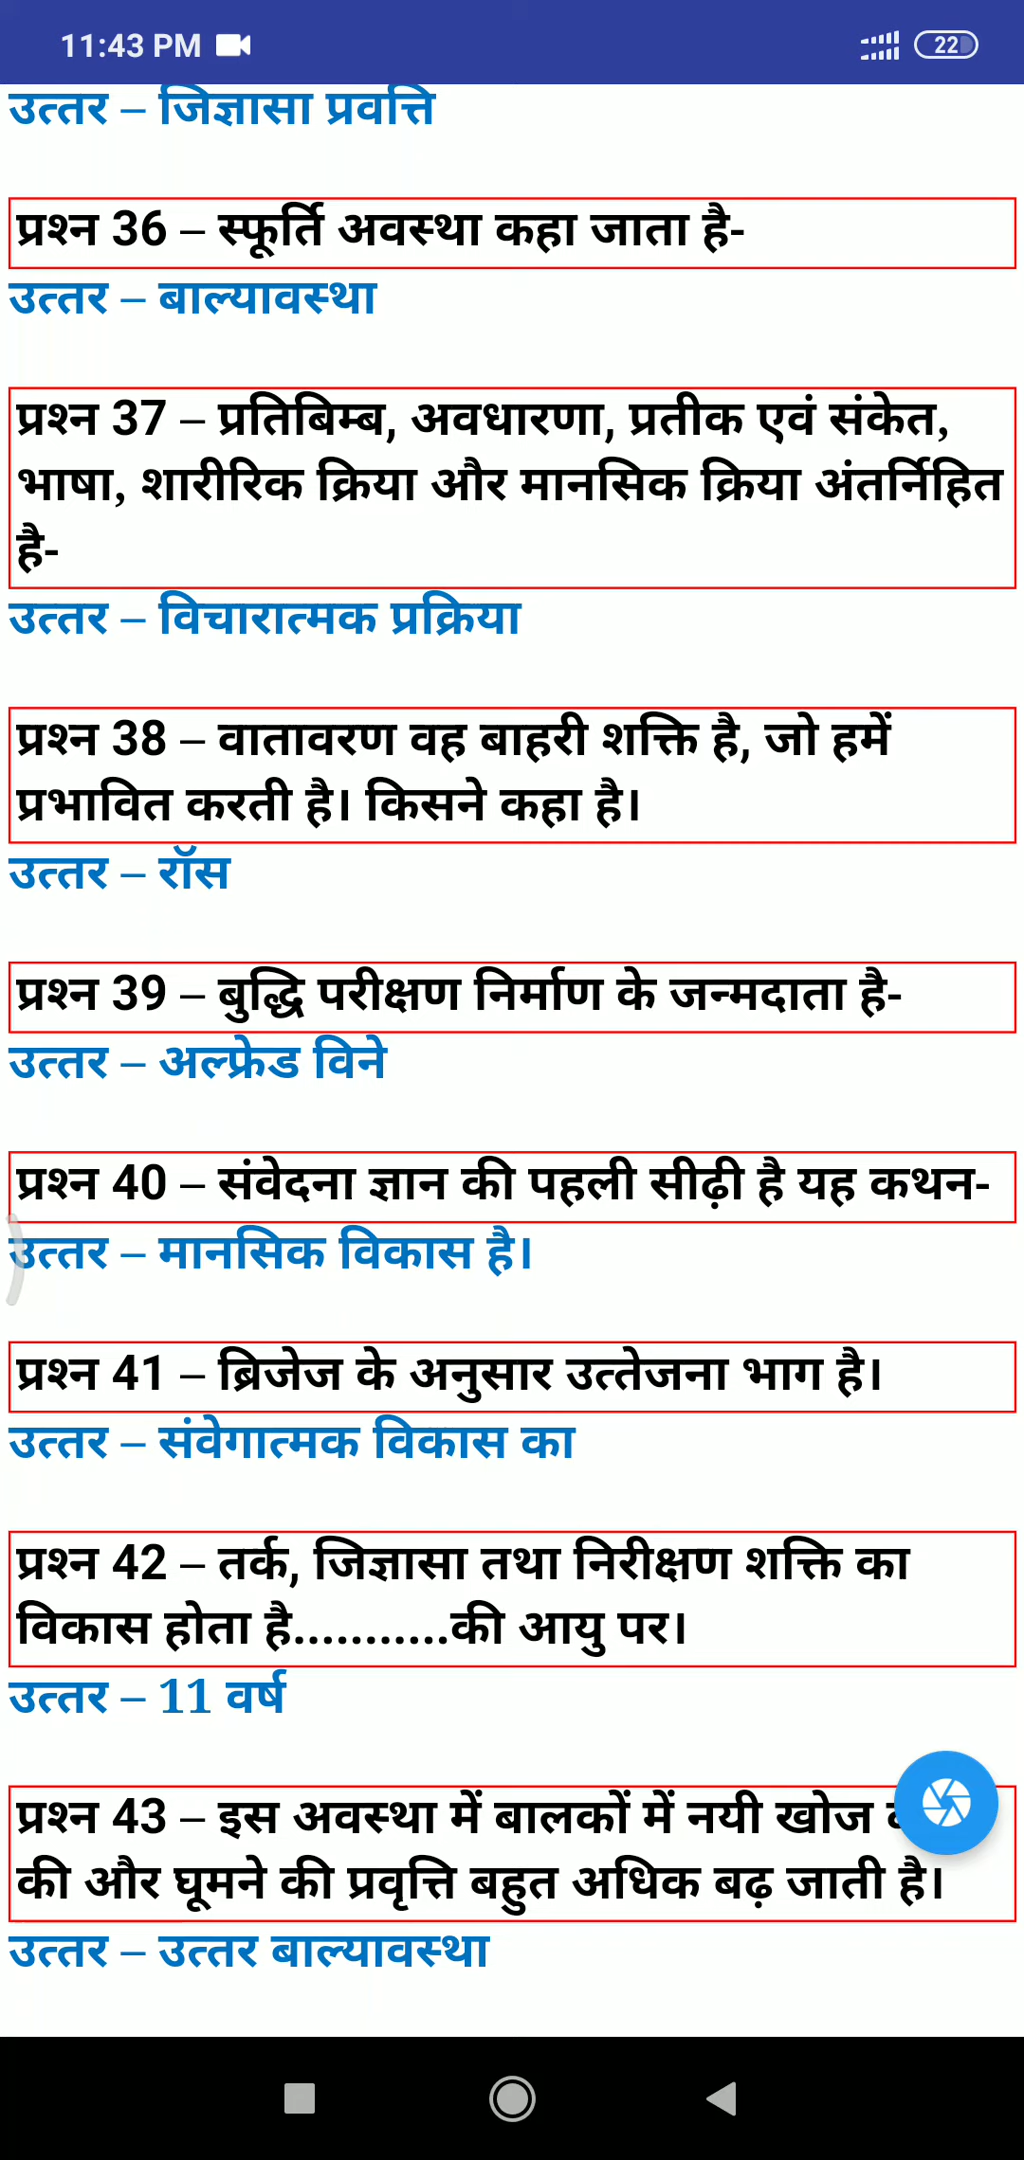 11:43 PM 22
उत्तर – जिज्ञासा प्रवत्ति
प्रश्न 36 – स्फूर्ति अवस्था कहा जाता है-
उत्तर – बाल्यावस्था
प्रश्न 37 – प्रतिबिम्ब, अवधारणा, प्रतीक एवं संकेत,
भाषा, शारीरिक क्रिया और मानसिक क्रिया अंतर्निहित
है-
उत्तर – विचारात्मक प्रक्रिया
प्रश्न 38 – वातावरण वह बाहरी शक्ति है, जो हमें
प्रभावित करती है। किसने कहा है।
उत्तर – रॉस
प्रश्न 39 – बुद्धि परीक्षण निर्माण के जन्मदाता है-
उत्तर – अल्फ्रेड विने
प्रश्न 40 – संवेदना ज्ञान की पहली सीढ़ी है यह कथन-
उत्तर – मानसिक विकास है।
प्रश्न 41 – ब्रिजेज के अनुसार उत्तेजना भाग है।
उत्तर – संवेगात्मक विकास का
प्रश्न 42 – तर्क, जिज्ञासा तथा निरीक्षण शक्ति का
विकास होता है...........की आयु पर।
उत्तर – 11 वर्ष
प्रश्न 43 – इस अवस्था में बालकों में नयी खोज
की और घूमने की प्रवृत्ति बहुत अधिक बढ़ जाती है।
उत्तर – उत्तर बाल्यावस्था